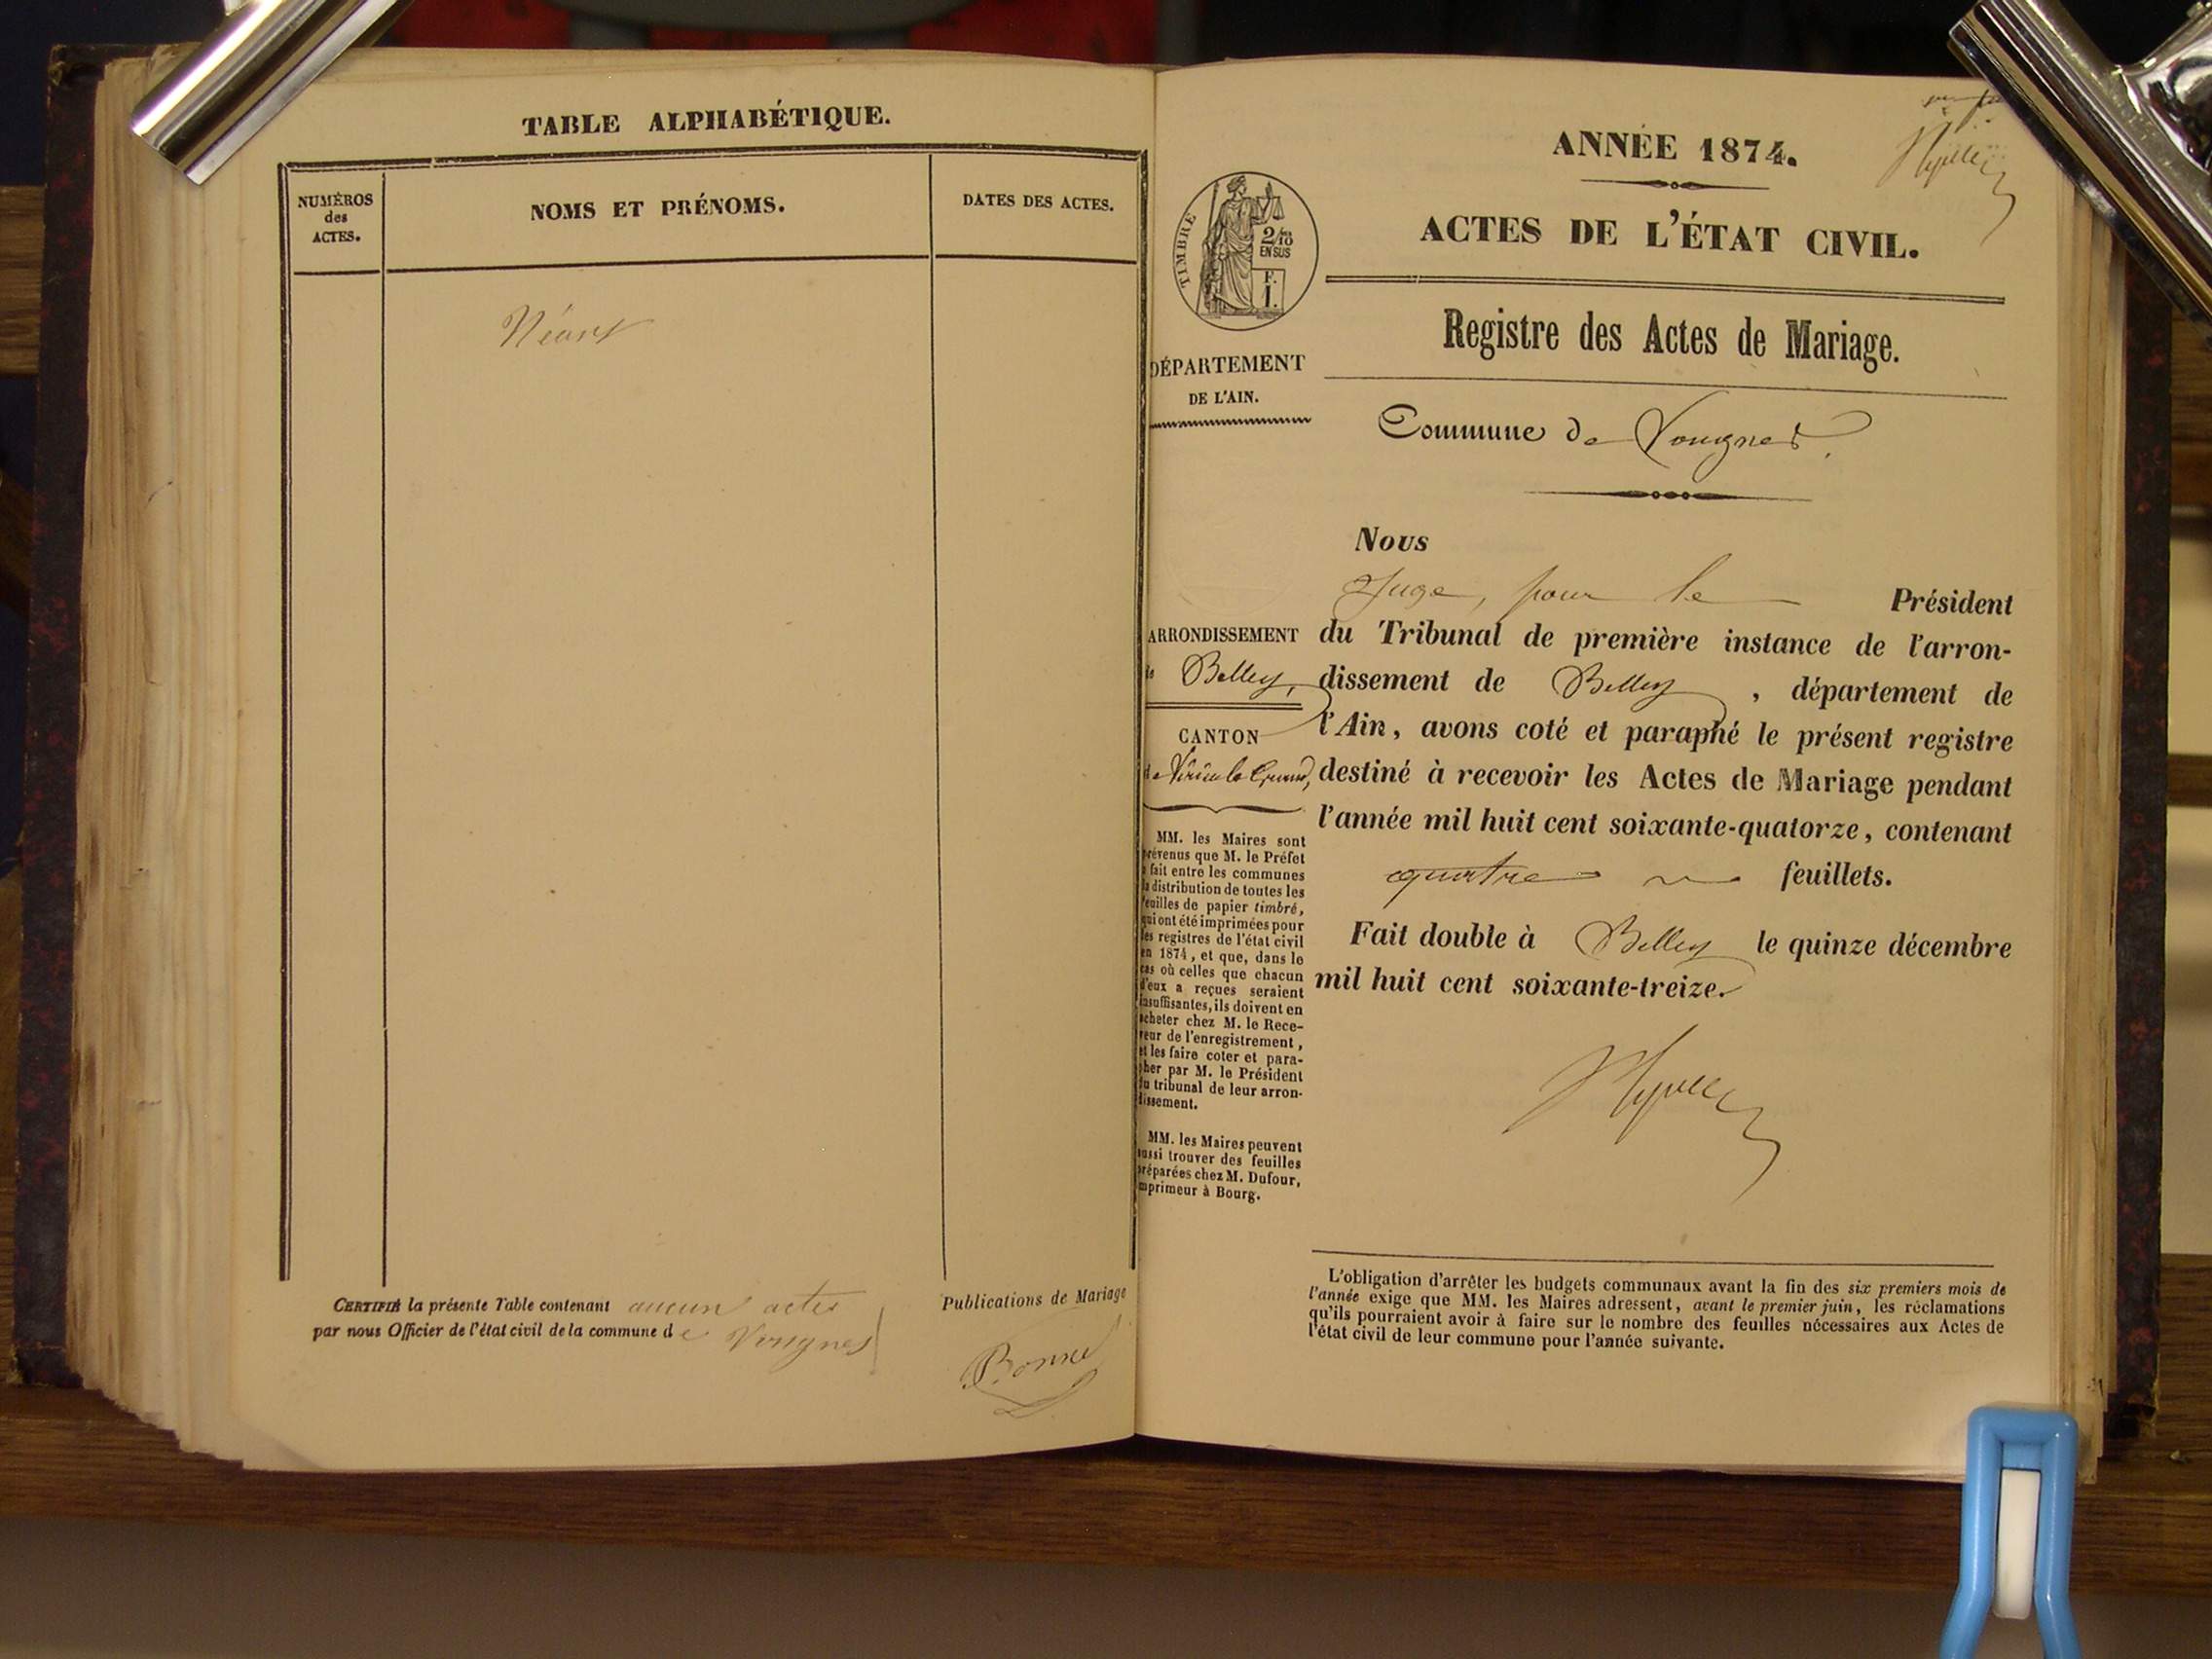 TABLE ALPHABÉTIQUE.
NUMÉROS
des
ACTES.
NOMS ET PRÉNOMS.
DATES DES ACTES.
Néant
CERTIFIÉ la présente Table contenant aucun actes
par nous Officier de l'état civil de la commune de Vongnes
Publications de Mariage
Bonne
ANNÉE 1874.
ACTES DE L'ÉTAT CIVIL.
TIMBRE
2/10
EN SUS
F.
1.
Registre des Actes de Mariage.
DÉPARTEMENT
DE L'AIN.
Commune de Vongnes.
ARRONDISSEMENT
de Belley,
CANTON
de Virieu le Grand,
MM. les Maires sont
prévenus que M. le Préfet
a fait entre les communes
la distribution de toutes les
feuilles de papier timbré,
qui ont été imprimées pour
les registres de l'état civil
en 1874, et que, dans le
cas où celles que chacun
d'eux a reçues seraient
insuffisantes, ils doivent en
acheter chez M. le Rece-
veur de l'enregistrement,
et les faire coter et para-
pher par M. le Président
du tribunal de leur arron-
dissement.
MM. les Maires peuvent
aussi trouver des feuilles
préparées chez M. Dufour,
imprimeur à Bourg.
Nous
Juge, pour le Président
du Tribunal de première instance de l'arron-
dissement de Belley, département de
l'Ain, avons coté et paraphé le présent registre
destiné à recevoir les Actes de Mariage pendant
l'année mil huit cent soixante-quatorze, contenant
quatre feuillets.
Fait double à Belley le quinze décembre
mil huit cent soixante-treize.
L'obligation d'arrêter les budgets communaux avant la fin des six premiers mois de
l'année exige que MM. les Maires adressent, avant le premier juin, les réclamations
qu'ils pourraient avoir à faire sur le nombre des feuilles nécessaires aux Actes de
l'état civil de leur commune pour l'année suivante.